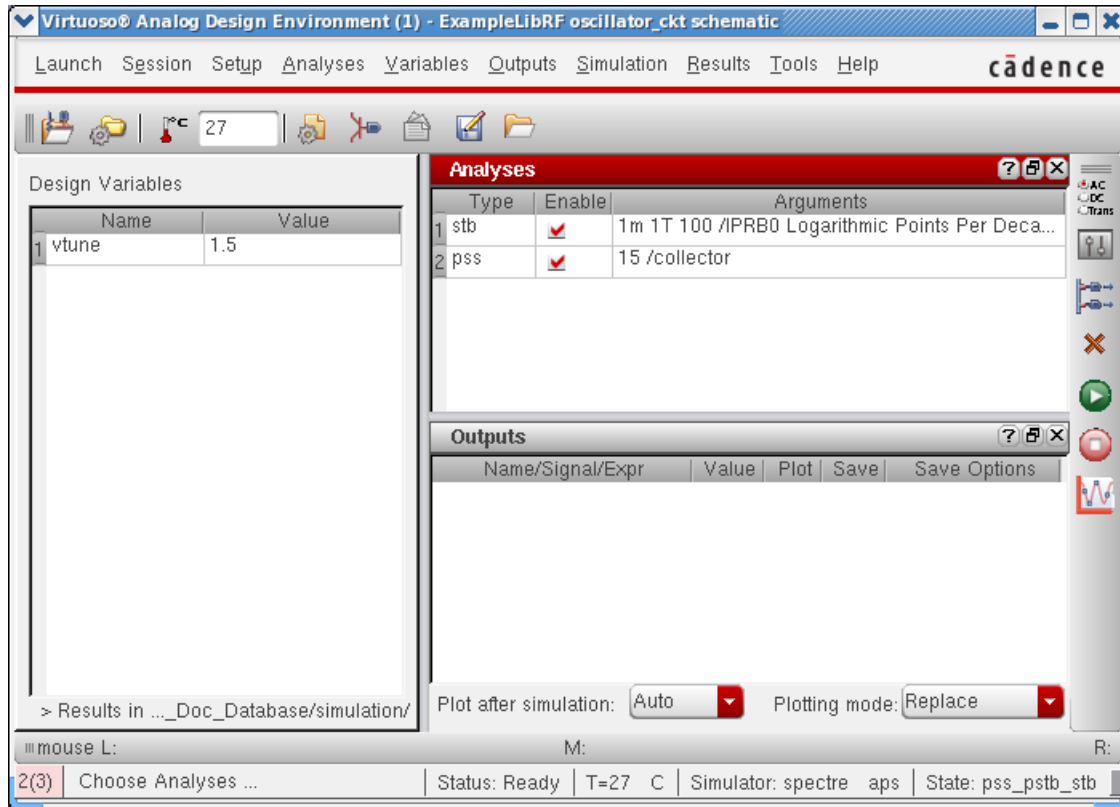 Virtuoso® Analog Design Environment (1) - ExampleLibRF oscillator_ckt schematic
Launch Session Setup Analyses Variables Outputs Simulation Results Tools Help cādence
°C 27
Design Variables
Name Value
1 vtune 1.5
Analyses
Type Enable Arguments
1 stb 1m 1T 100 /IPRB0 Logarithmic Points Per Deca...
2 pss 15 /collector
AC
DC
Trans
Outputs
Name/Signal/Expr Value Plot Save Save Options
> Results in ..._Doc_Database/simulation/
Plot after simulation: Auto Plotting mode: Replace
mouse L: M: R:
2(3) Choose Analyses ... Status: Ready T=27 C Simulator: spectre aps State: pss_pstb_stb